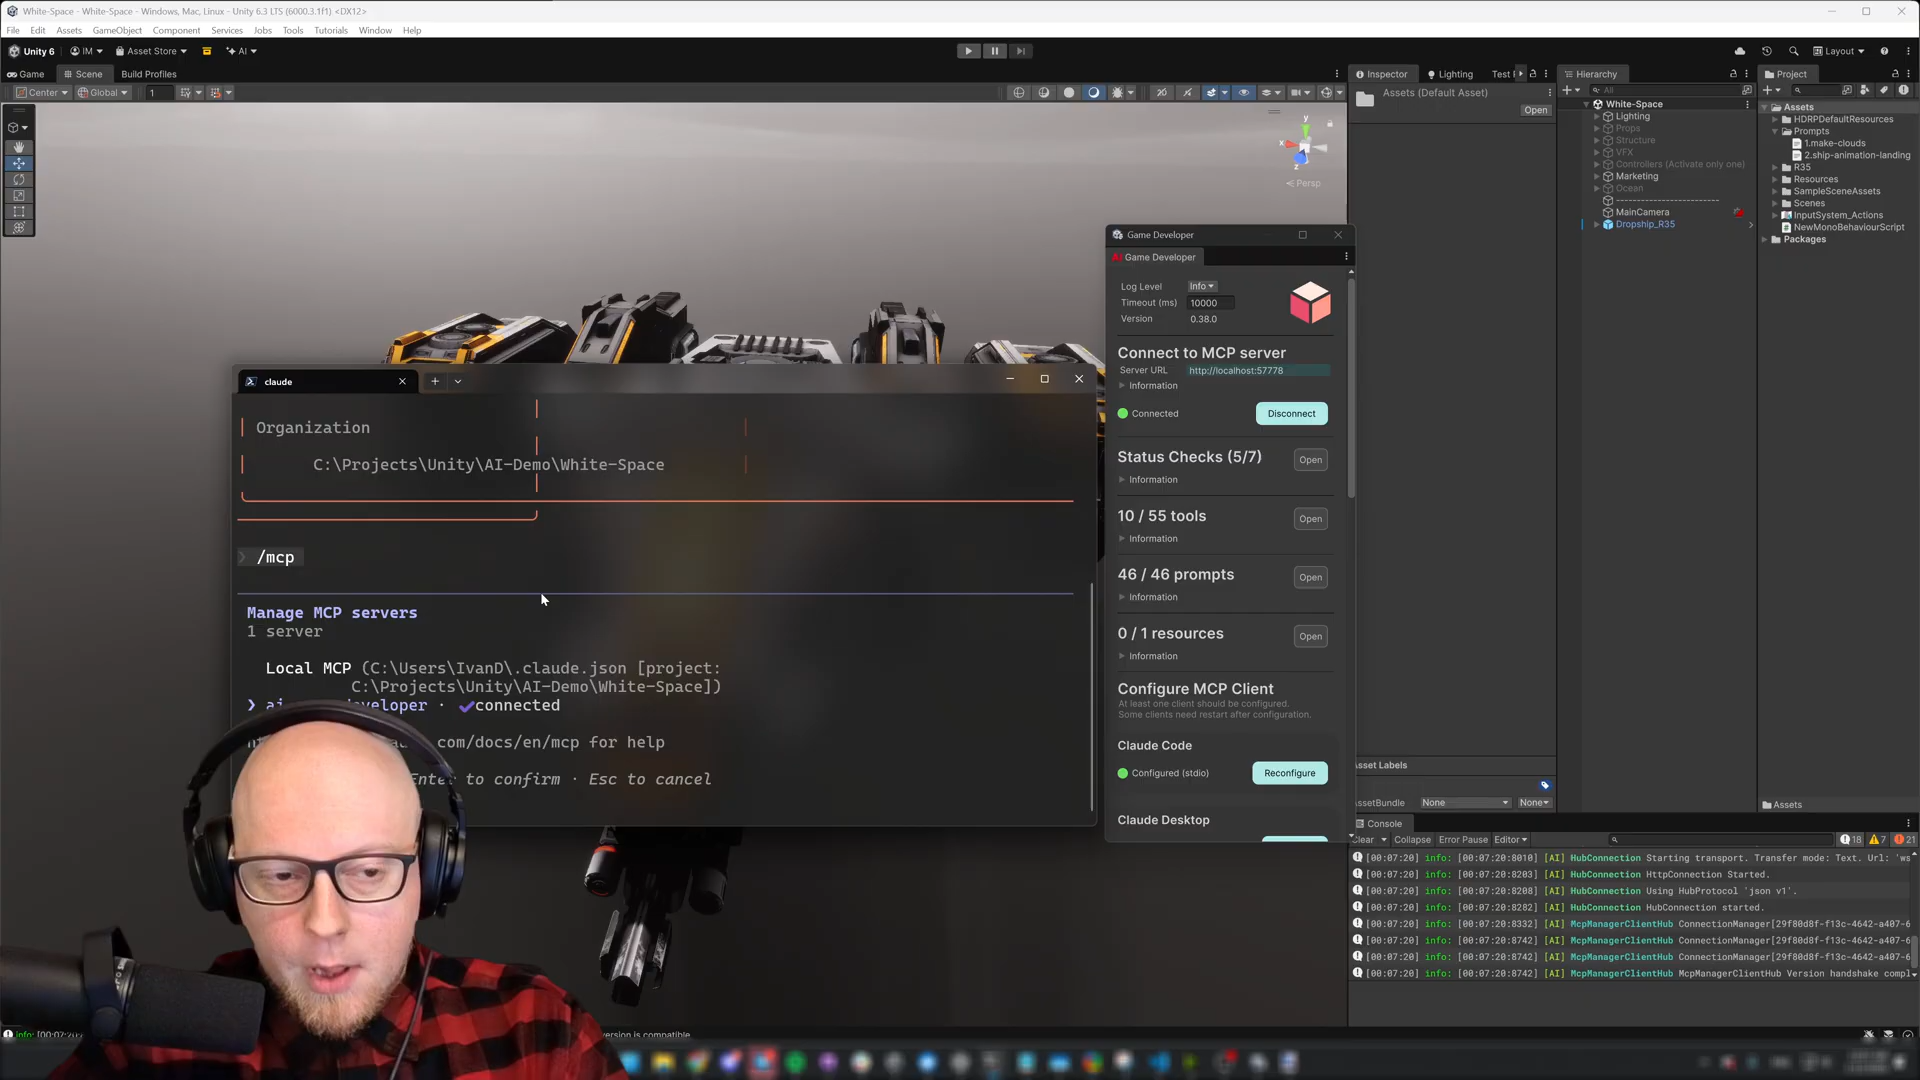 White-Space - White-Space - Windows, Mac, Linux - Unity 6.3 LTS (6000.3.1f1) <DX12>
File Edit Assets GameObject Component Services Jobs Tools Tutorials Window Help
Unity 6 IM Asset Store AI Layout
Game Scene Build Profiles
Center Global 1
y
x
z
Persp
Inspector Lighting Test
Assets (Default Asset)
Open
Hierarchy
All
White-Space
Lighting
Props
Structure
VFX
Controllers (Activate only one)
Marketing
Ocean
--------------------------
MainCamera
Dropship_R35
Project
Assets
HDRPDefaultResources
Prompts
1.make-clouds
2.ship-animation-landing
R35
Resources
SampleSceneAssets
Scenes
InputSystem_Actions
NewMonoBehaviourScript
Packages
Game Developer
AI Game Developer
Log Level Info
Timeout (ms) 10000
Version 0.38.0
Connect to MCP server
Server URL http://localhost:57778
Information
Connected Disconnect
Status Checks (5/7) Open
Information
10 / 55 tools Open
Information
46 / 46 prompts Open
Information
0 / 1 resources Open
Information
Configure MCP Client
At least one client should be configured.
Some clients need restart after configuration.
Claude Code
Configured (stdio) Reconfigure
Claude Desktop
claude
Organization
C:\Projects\Unity\AI-Demo\White-Space
❯ /mcp
Manage MCP servers
1 server
Local MCP (C:\Users\IvanD\.claude.json [project:
C:\Projects\Unity\AI-Demo\White-Space])
connected
com/docs/en/mcp for help
to confirm · Esc to cancel
Asset Labels
AssetBundle None None
Assets
Console
Clear Collapse Error Pause Editor 18 7 21
[00:07:20] info: [00:07:20:8010] [AI] HubConnection Starting transport. Transfer mode: Text. Url: 'ws
[00:07:20] info: [00:07:20:8203] [AI] HubConnection HttpConnection Started.
[00:07:20] info: [00:07:20:8208] [AI] HubConnection Using HubProtocol 'json v1'.
[00:07:20] info: [00:07:20:8282] [AI] HubConnection HubConnection started.
[00:07:20] info: [00:07:20:8332] [AI] McpManagerClientHub ConnectionManager[29f80d8f-f13c-4642-a407-6
[00:07:20] info: [00:07:20:8742] [AI] McpManagerClientHub ConnectionManager[29f80d8f-f13c-4642-a407-6
[00:07:20] info: [00:07:20:8742] [AI] McpManagerClientHub ConnectionManager[29f80d8f-f13c-4642-a407-6
[00:07:20] info: [00:07:20:8742] [AI] McpManagerClientHub McpManagerClientHub Version handshake compl
info: [00:07:20 version is compatible